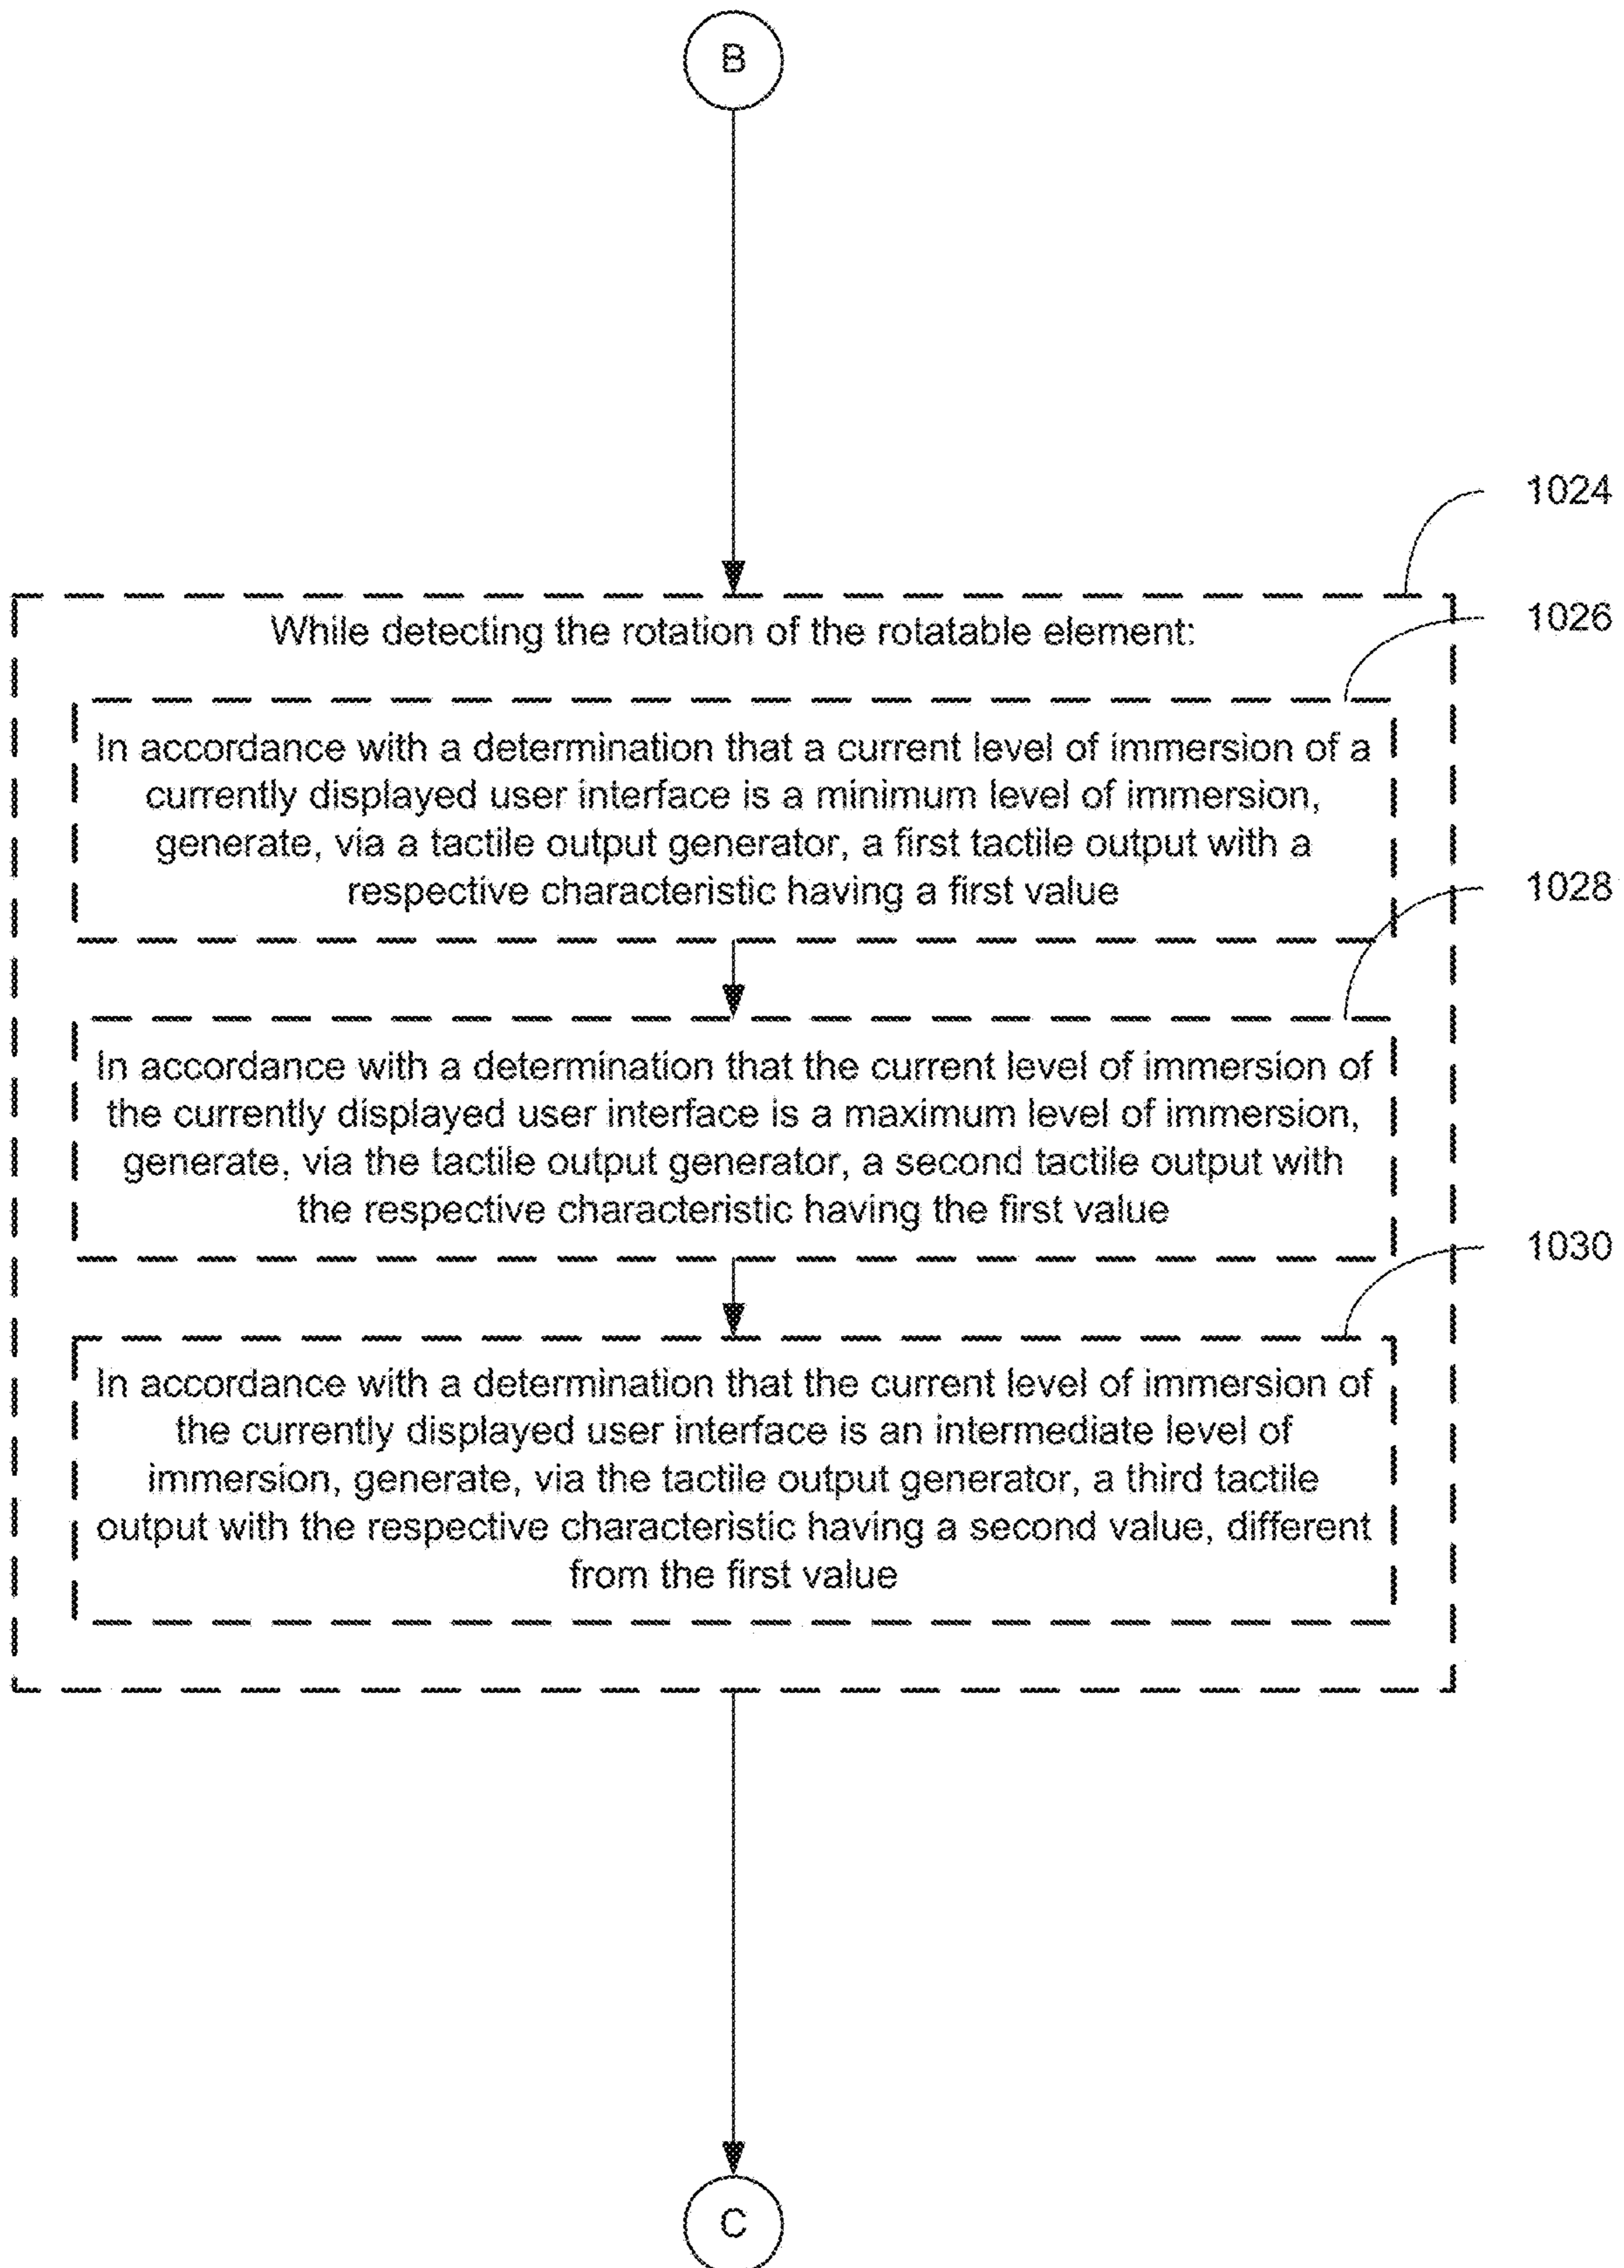 B
1024
While detecting the rotation of the rotatable element:
1026
In accordance with a determination that a current level of immersion of a
currently displayed user interface is a minimum level of immersion,
generate, via a tactile output generator, a first tactile output with a
respective characteristic having a first value
1028
In accordance with a determination that the current level of immersion of
the currently displayed user interface is a maximum level of immersion,
generate, via the tactile output generator, a second tactile output with
the respective characteristic having the first value
1030
In accordance with a determination that the current level of immersion of
the currently displayed user interface is an intermediate level of
immersion, generate, via the tactile output generator, a third tactile
output with the respective characteristic having a second value, different
from the first value
C